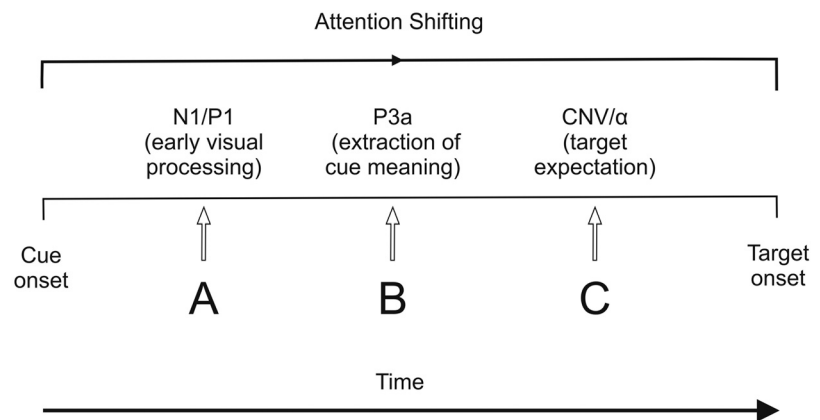 Attention Shifting
N1/P1
(early visual
processing)
P3a
(extraction of
cue meaning)
CNV/α
(target
expectation)
Cue
onset
Target
onset
A
B
C
Time